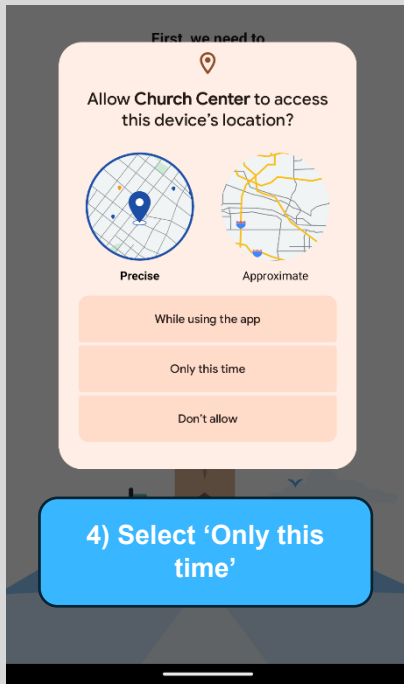 First, we need to
Allow Church Center to access
this device's location?
Precise
Approximate
While using the app
Only this time
Don't allow
4) Select ‘Only this
time’